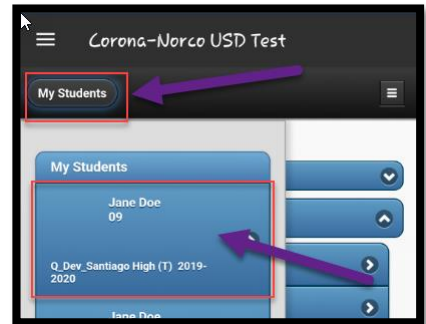 Corona-Norco USD Test
My Students
My Students
Jane Doe
09
Q_Dev_Santiago High (T) 2019-
2020
Jane Doe